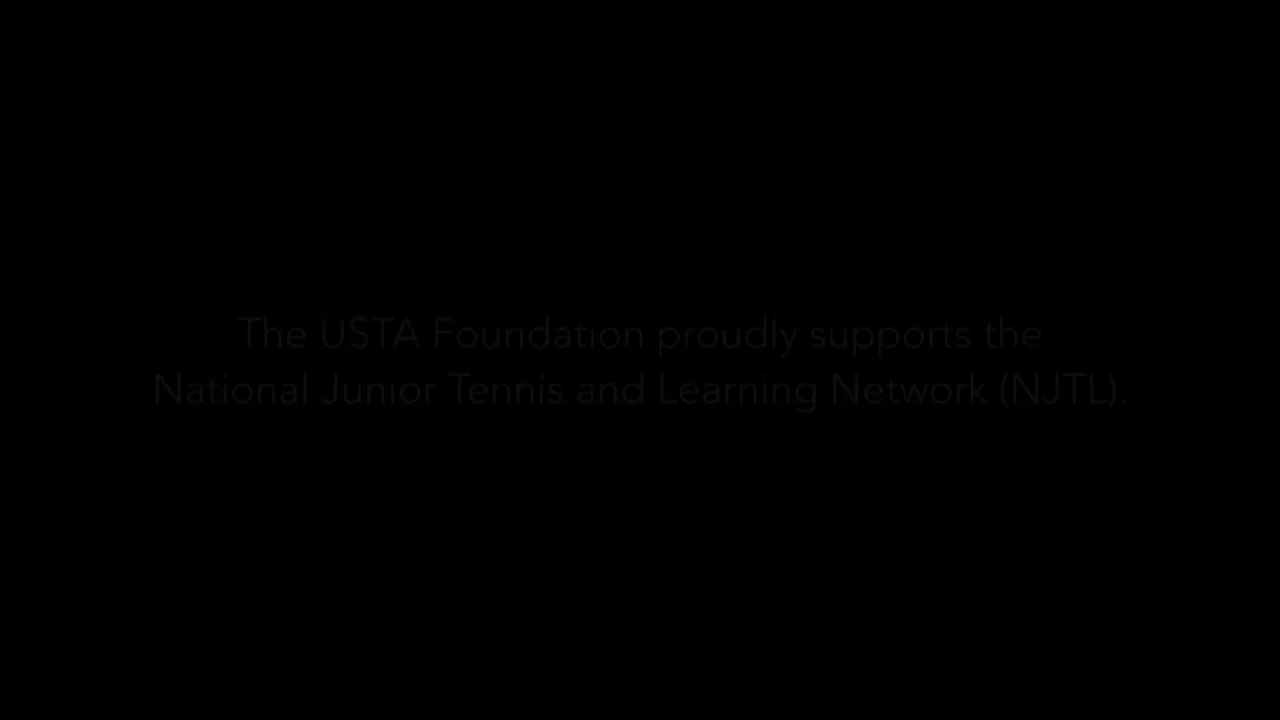 The USTA Foundation proudly supports the
National Junior Tennis and Learning Network (NJTL).